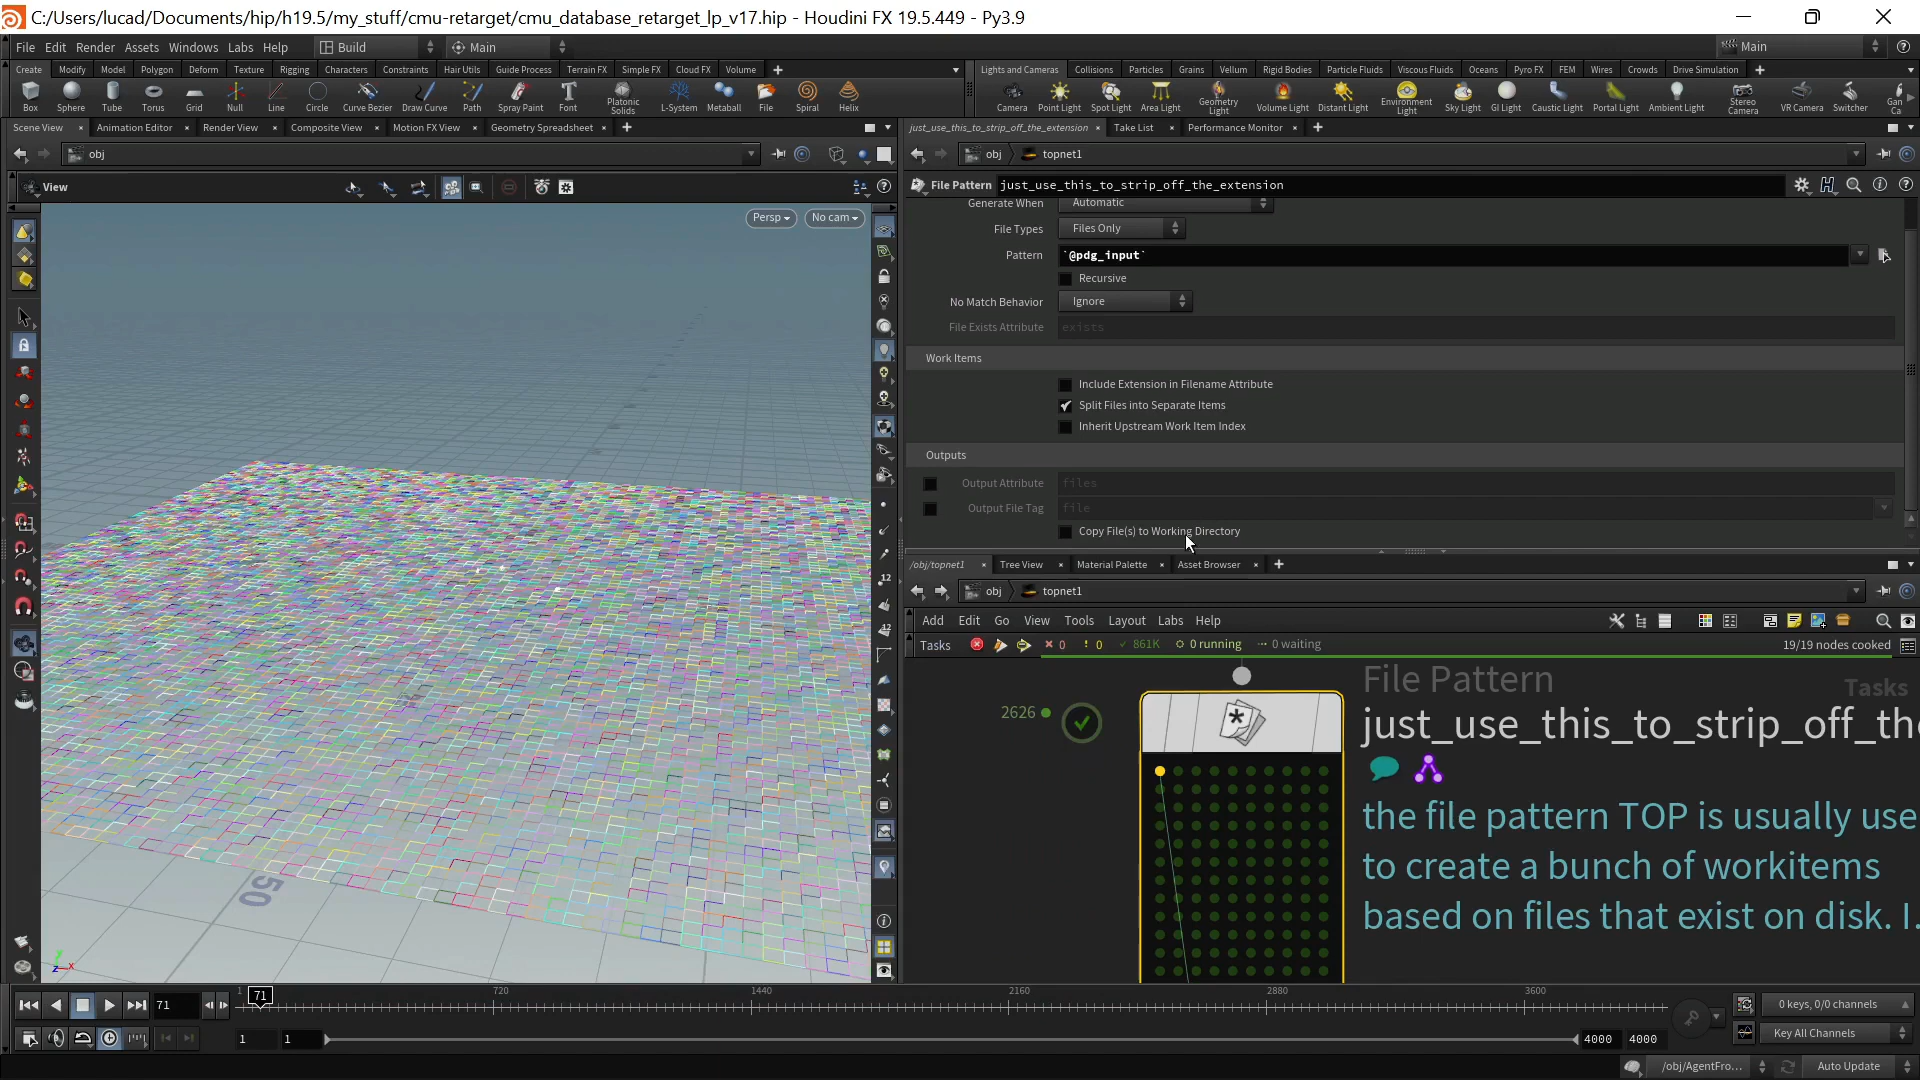 C:/Users/lucad/Documents/hip/h19.5/my_stuff/cmu-retarget/cmu_database_retarget_lp_v17.hip - Houdini FX 19.5.449 - Py3.9
File Edit Render Assets Windows Labs Help Build Main Main
Create Modify Model Polygon Deform Texture Rigging Characters Constraints Hair Utils Guide Process Terrain FX Simple FX Cloud FX Volume
Lights and Cameras Collisions Particles Grains Vellum Rigid Bodies Particle Fluids Viscous Fluids Oceans Pyro FX FEM Wires Crowds Drive Simulation
Box Sphere Tube Torus Grid Null Line Circle Curve Bezier Draw Curve Path Spray Paint Font Platonic Solids L-System Metaball File Spiral Helix
Camera Point Light Spot Light Area Light Geometry Light Volume Light Distant Light Environment Light Sky Light GI Light Caustic Light Portal Light Ambient Light Stereo Camera VR Camera Switcher Gan Ca
Scene View Animation Editor Render View Composite View Motion FX View Geometry Spreadsheet
just_use_this_to_strip_off_the_extension Take List Performance Monitor
obj
obj topnet1
View
File Pattern just_use_this_to_strip_off_the_extension
Persp No cam
Generate When Automatic
File Types Files Only
Pattern `@pdg_input`
Recursive
No Match Behavior Ignore
File Exists Attribute exists
Work Items
Include Extension in Filename Attribute
Split Files into Separate Items
Inherit Upstream Work Item Index
Outputs
Output Attribute files
Output File Tag file
Copy File(s) to Working Directory
/obj/topnet1 Tree View Material Palette Asset Browser
obj topnet1
Add Edit Go View Tools Layout Labs Help
Tasks 0 0 861K 0 running 0 waiting 19/19 nodes cooked
File Pattern
Tasks
2626
just_use_this_to_strip_off_the
the file pattern TOP is usually use
to create a bunch of workitems
based on files that exist on disk. I.
12
12
50
z x y
71 1 71 720 1440 2160 2880 3600
0 keys, 0/0 channels
1 1 4000 4000
Key All Channels
/obj/AgentFro... Auto Update